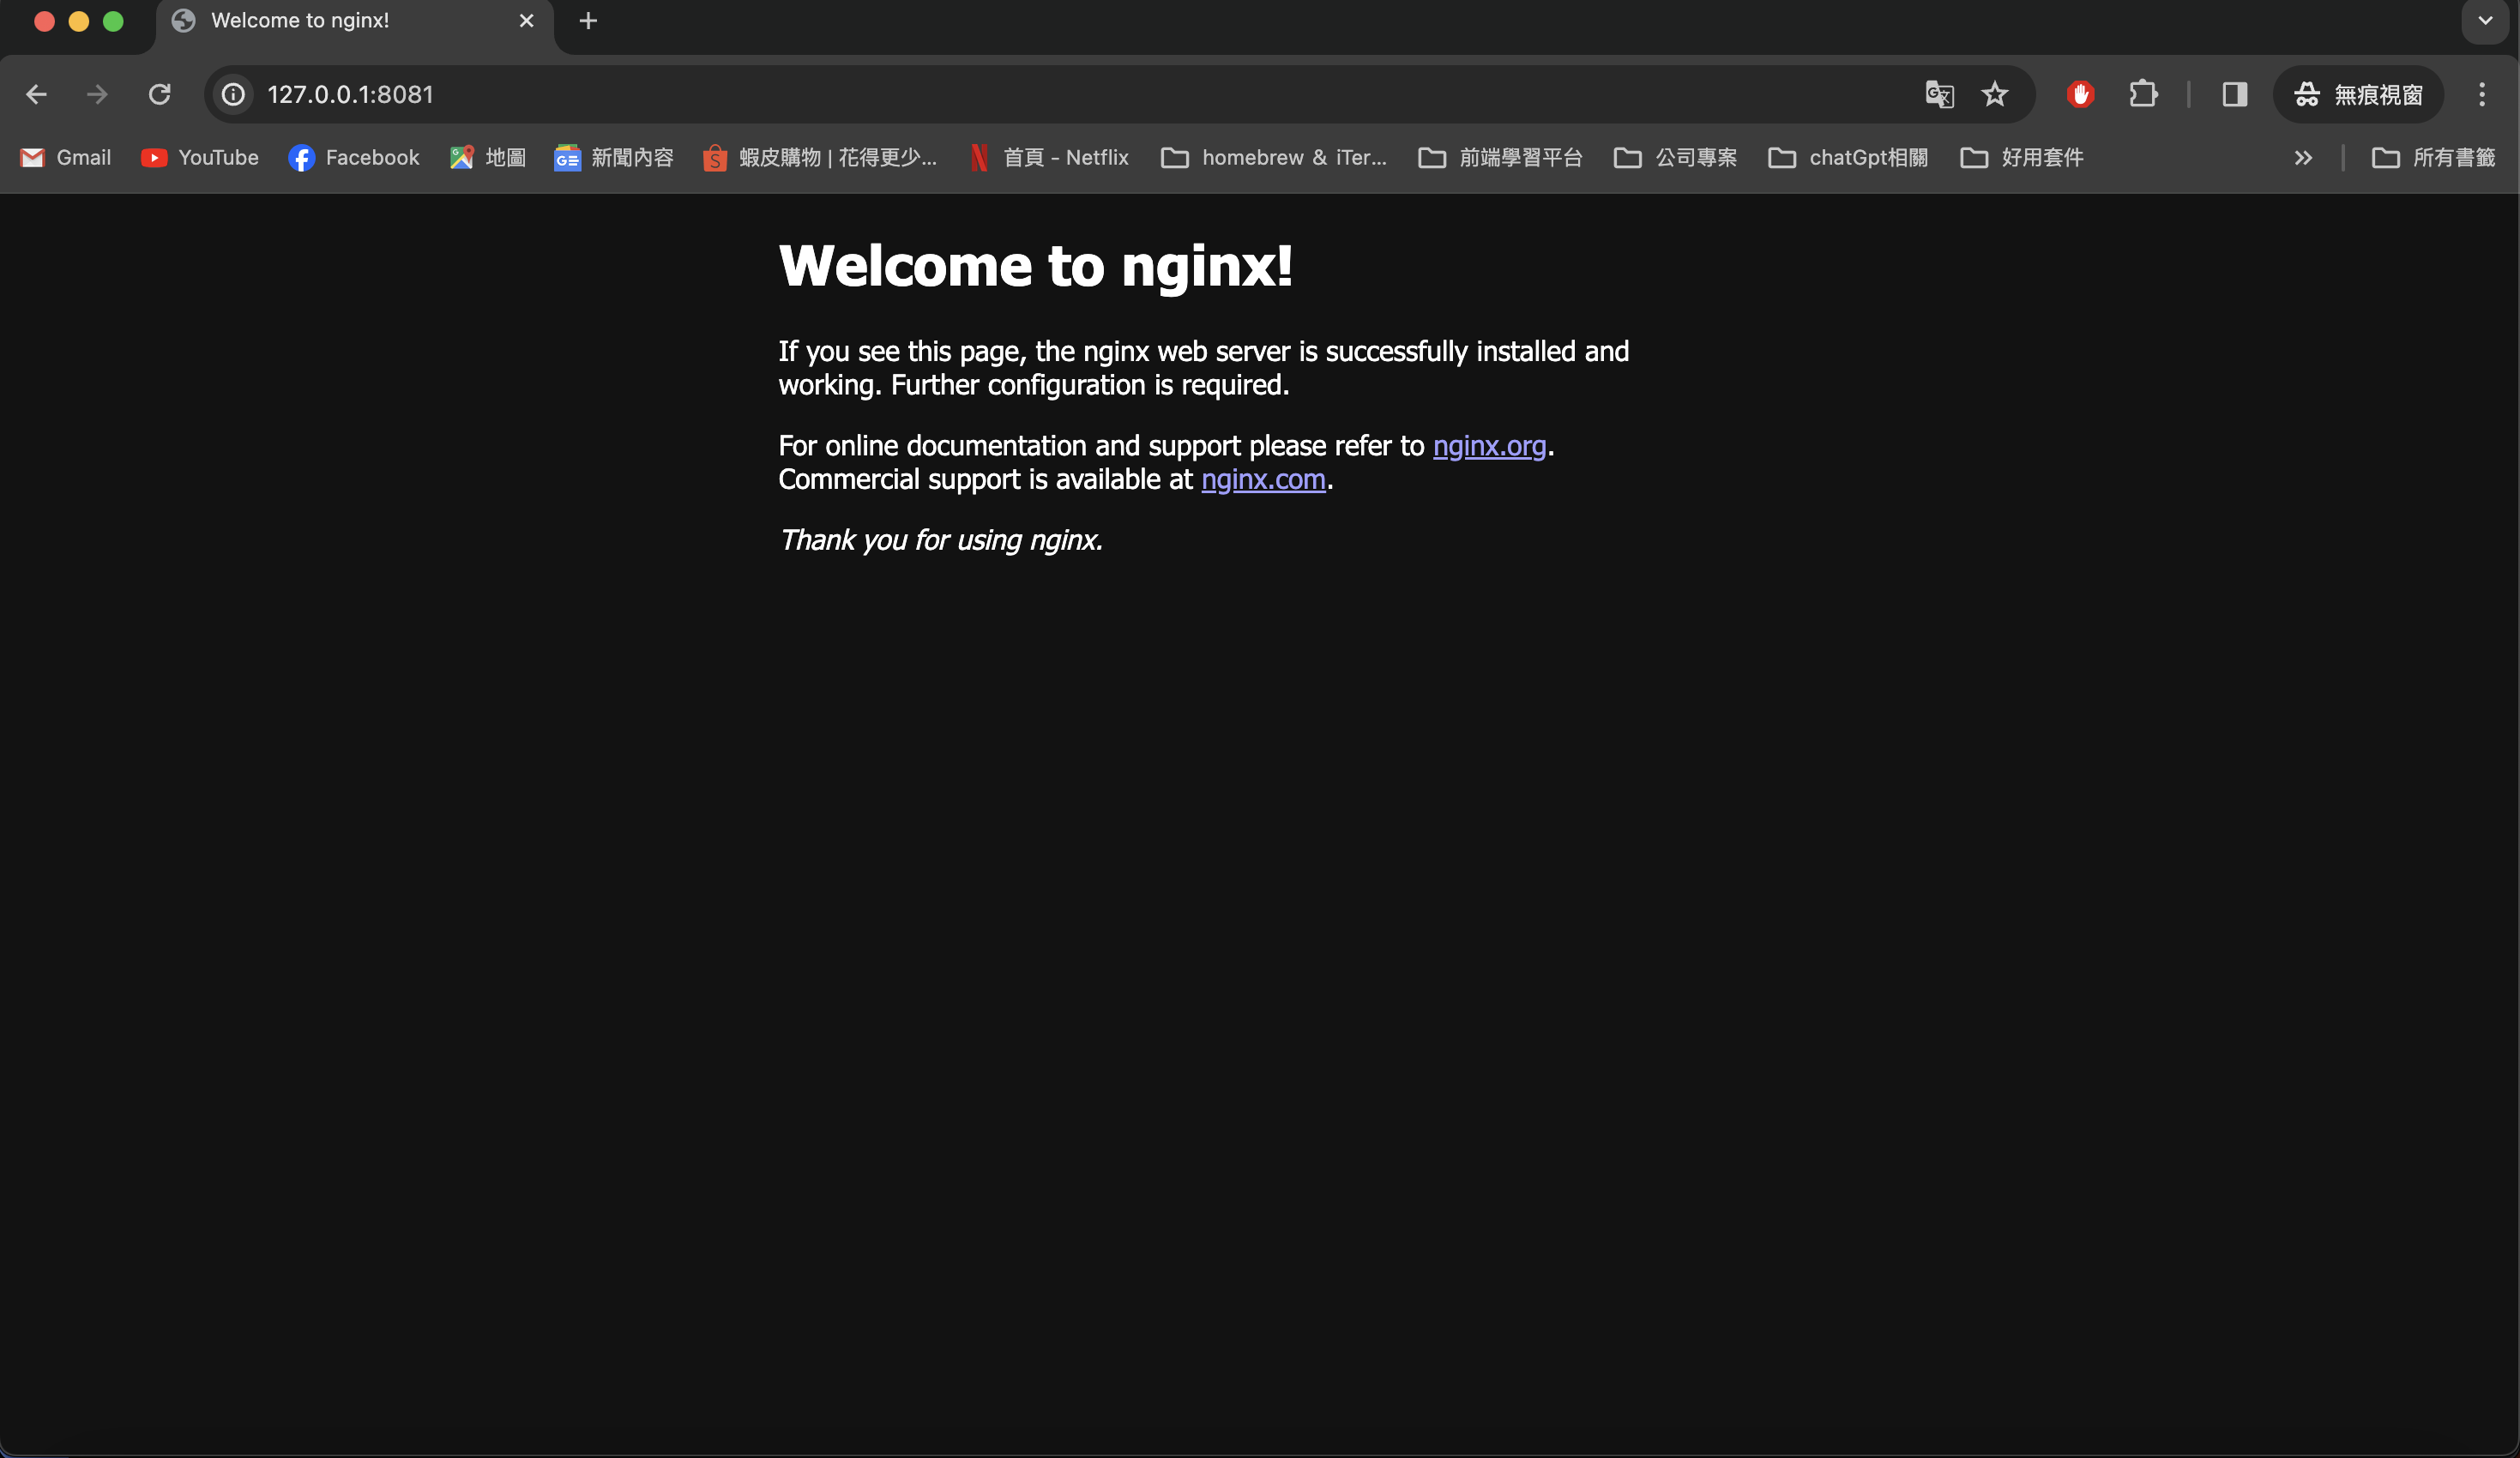 Welcome to nginx!
127.0.0.1:8081
無痕視窗
Gmail
YouTube
Facebook
地圖
新聞內容
蝦皮購物 | 花得更少...
首頁 - Netflix
homebrew & iTer...
前端學習平台
公司專案
chatGpt相關
好用套件
所有書籤
Welcome to nginx!
If you see this page, the nginx web server is successfully installed and
working. Further configuration is required.
For online documentation and support please refer to nginx.org.
Commercial support is available at nginx.com.
Thank you for using nginx.